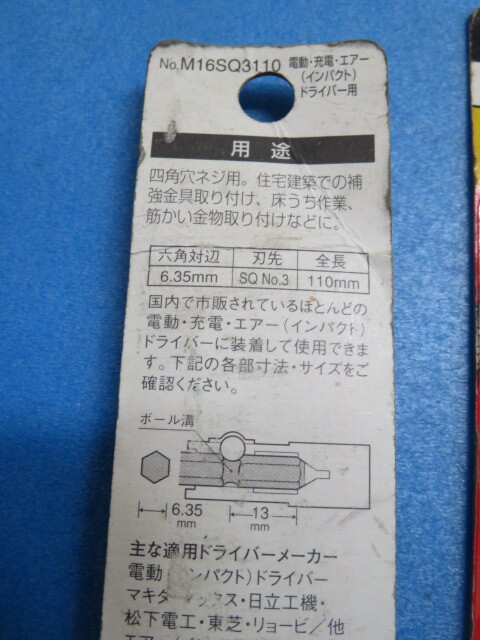 No.M16SQ3110 電動・充電・エアー
(インパクト)
ドライバー用
用途
四角穴ネジ用。住宅建築での補
強金具取り付け、床うち作業、
筋かい金物取り付けなどに。
六角対辺 刃先 全長
6.35mm SQ No.3 110mm
国内で市販されているほとんどの
電動・充電・エアー(インパクト)
ドライバーに装着して使用できま
す。下記の各部寸法・サイズをご
確認ください。
ボール溝
6.35 13
mm mm
主な適用ドライバーメーカー
電動 ンパクト)ドライバー
マキタ ックス・日立工機・
松下電工・東芝・リョービ/他